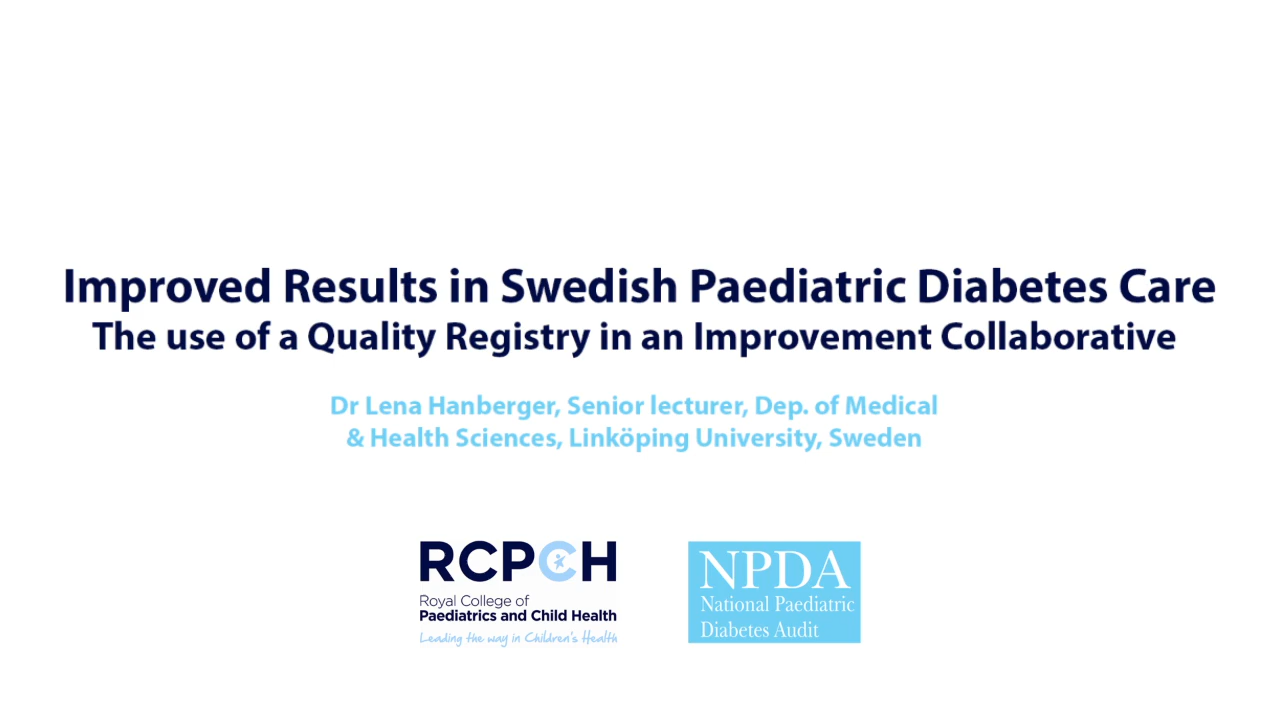 Improved Results in Swedish Paediatric Diabetes Care
The use of a Quality Registry in an Improvement Collaborative
Dr Lena Hanberger, Senior lecturer, Dep. of Medical
& Health Sciences, Linköping University, Sweden
RCPCH
Royal College of
Paediatrics and Child Health
Leading the way in Children's Health
NPDA
National Paediatric
Diabetes Audit